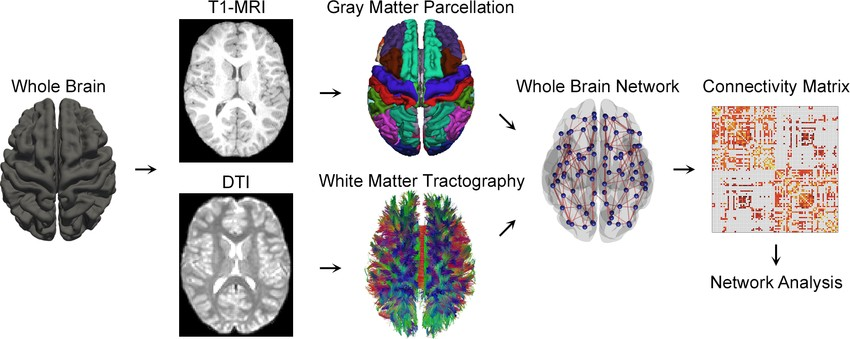 Whole Brain
T1-MRI
Gray Matter Parcellation
DTI
White Matter Tractography
Whole Brain Network
Connectivity Matrix
Network Analysis